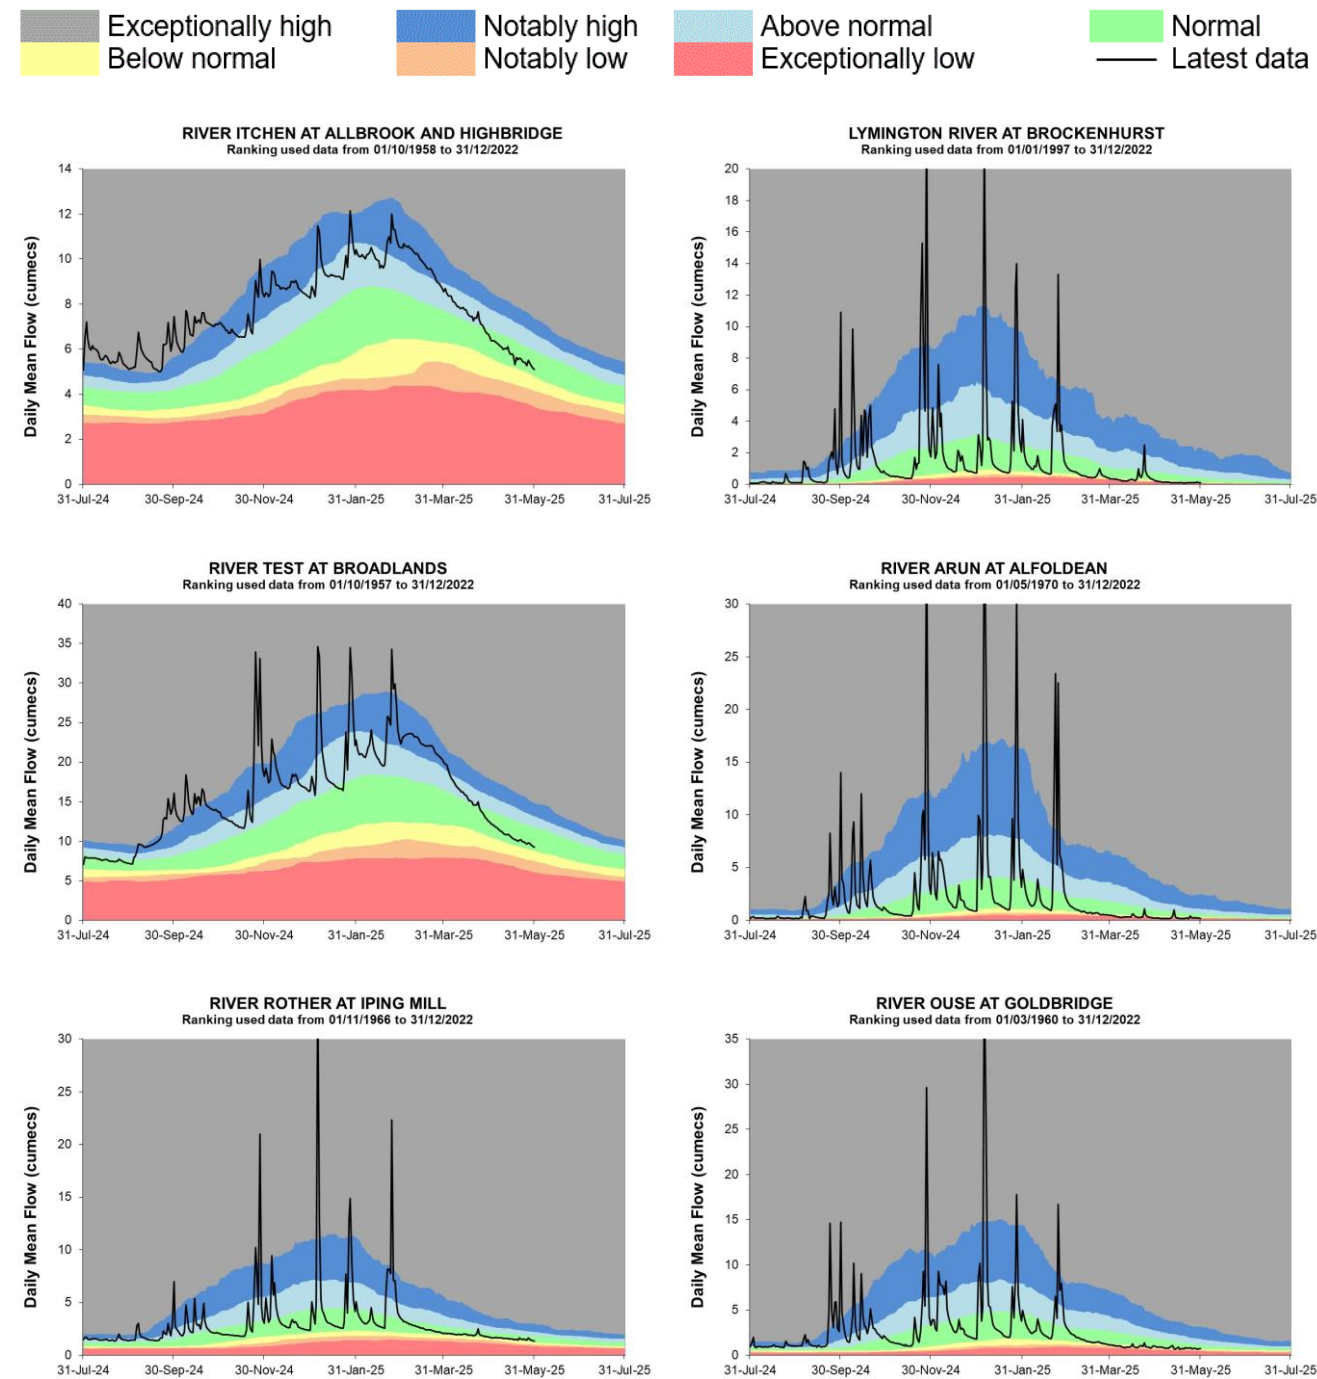 Exceptionally high Notably high Above normal Normal
Below normal Notably low Exceptionally low Latest data
RIVER ITCHEN AT ALLBROOK AND HIGHBRIDGE
Ranking used data from 01/10/1958 to 31/12/2022
Daily Mean Flow (cumecs)
14
12
10
8
6
4
2
0
31-Jul-24 30-Sep-24 30-Nov-24 31-Jan-25 31-Mar-25 31-May-25 31-Jul-25
LYMINGTON RIVER AT BROCKENHURST
Ranking used data from 01/01/1997 to 31/12/2022
Daily Mean Flow (cumecs)
20
18
16
14
12
10
8
6
4
2
0
31-Jul-24 30-Sep-24 30-Nov-24 31-Jan-25 31-Mar-25 31-May-25 31-Jul-25
RIVER TEST AT BROADLANDS
Ranking used data from 01/10/1957 to 31/12/2022
Daily Mean Flow (cumecs)
40
35
30
25
20
15
10
5
0
31-Jul-24 30-Sep-24 30-Nov-24 31-Jan-25 31-Mar-25 31-May-25 31-Jul-25
RIVER ARUN AT ALFOLDEAN
Ranking used data from 01/05/1970 to 31/12/2022
Daily Mean Flow (cumecs)
30
25
20
15
10
5
0
31-Jul-24 30-Sep-24 30-Nov-24 31-Jan-25 31-Mar-25 31-May-25 31-Jul-25
RIVER ROTHER AT IPING MILL
Ranking used data from 01/11/1966 to 31/12/2022
Daily Mean Flow (cumecs)
30
25
20
15
10
5
0
31-Jul-24 30-Sep-24 30-Nov-24 31-Jan-25 31-Mar-25 31-May-25 31-Jul-25
RIVER OUSE AT GOLDBRIDGE
Ranking used data from 01/03/1960 to 31/12/2022
Daily Mean Flow (cumecs)
35
30
25
20
15
10
5
0
31-Jul-24 30-Sep-24 30-Nov-24 31-Jan-25 31-Mar-25 31-May-25 31-Jul-25